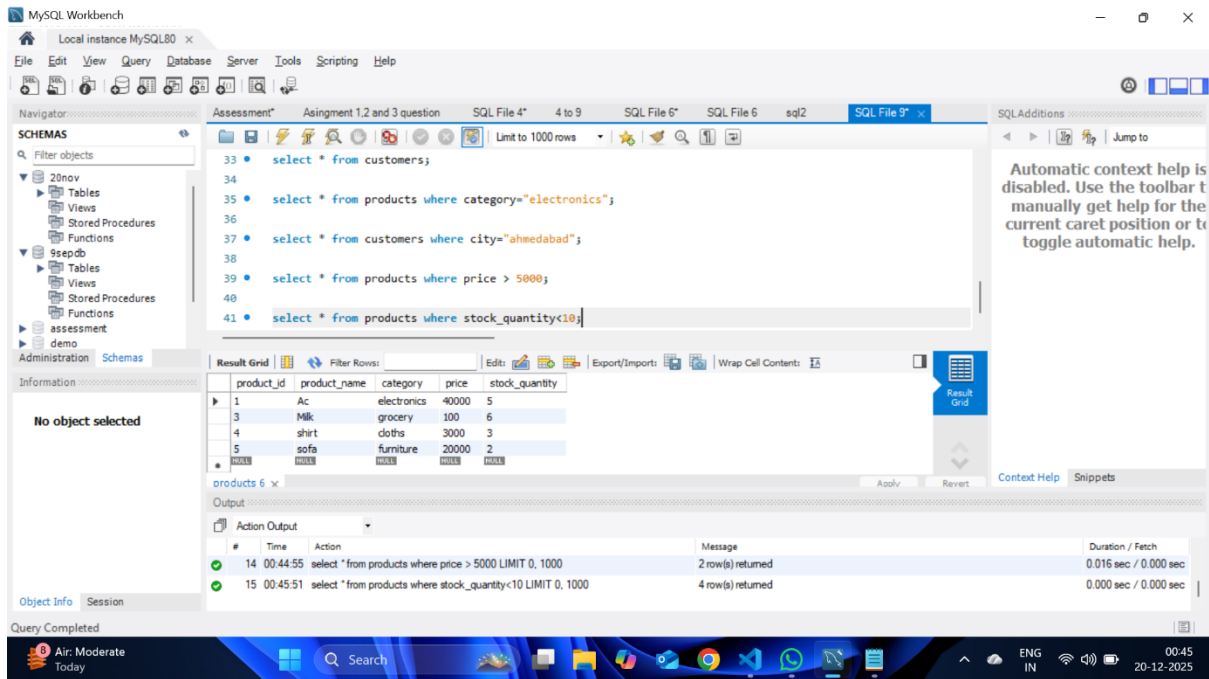 MySQL Workbench
Local instance MySQL80
File Edit View Query Database Server Tools Scripting Help
Navigator
SCHEMAS
Filter objects
20nov
Tables
Views
Stored Procedures
Functions
9sepdb
Tables
Views
Stored Procedures
Functions
assessment
demo
Administration Schemas
Information
No object selected
Object Info Session
Assessment* Asingment 1,2 and 3 question SQL File 4* 4 to 9 SQL File 6* SQL File 6 sql2 SQL File 9*
Limit to 1000 rows
33 select * from customers;
34
35 select * from products where category="electronics";
36
37 select * from customers where city="ahmedabad";
38
39 select * from products where price > 5000;
40
41 select * from products where stock_quantity<10;
Result Grid Filter Rows: Edit: Export/Import: Wrap Cell Content:
product_id product_name category price stock_quantity
1 Ac electronics 40000 5
3 Milk grocery 100 6
4 shirt cloths 3000 3
5 sofa furniture 20000 2
NULL NULL NULL NULL NULL
Result
Grid
products 6 Apply Revert
Output
Action Output
# Time Action Message Duration / Fetch
14 00:44:55 select * from products where price > 5000 LIMIT 0, 1000 2 row(s) returned 0.016 sec / 0.000 sec
15 00:45:51 select * from products where stock_quantity<10 LIMIT 0, 1000 4 row(s) returned 0.000 sec / 0.000 sec
SQLAdditions
Jump to
Automatic context help is
disabled. Use the toolbar t
manually get help for the
current caret position or to
toggle automatic help.
Context Help Snippets
Query Completed
8 Air: Moderate
Today
Search
ENG
IN
00:45
20-12-2025